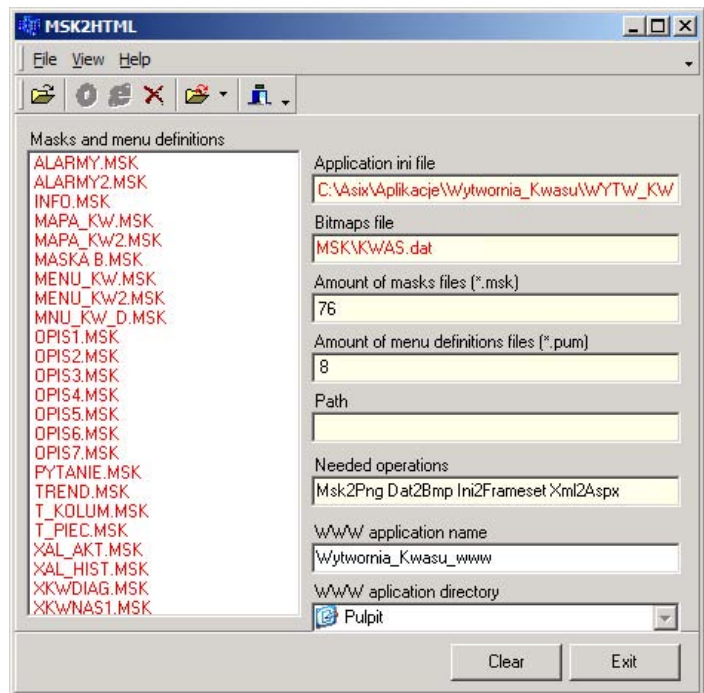 MSK2HTML
File View Help
Masks and menu definitions
ALARMY.MSK
ALARMY2.MSK
INFO.MSK
MAPA_KW.MSK
MAPA_KW2.MSK
MASKA B.MSK
MENU_KW.MSK
MENU_KW2.MSK
MNU_KW_D.MSK
OPIS1.MSK
OPIS2.MSK
OPIS3.MSK
OPIS4.MSK
OPIS5.MSK
OPIS6.MSK
OPIS7.MSK
PYTANIE.MSK
TREND.MSK
T_KOLUM.MSK
T_PIEC.MSK
XAL_AKT.MSK
XAL_HIST.MSK
XKWDIAG.MSK
XKWNAS1.MSK
Application ini file
C:\Asix\Aplikacje\Wytwornia_Kwasu\WYTW_KW
Bitmaps file
MSK\KWAS.dat
Amount of masks files (*.msk)
76
Amount of menu definitions files (*.pum)
8
Path
Needed operations
Msk2Png Dat2Bmp Ini2Frameset Xml2Aspx
WWW application name
Wytwornia_Kwasu_www
WWW aplication directory
Pulpit
Clear Exit